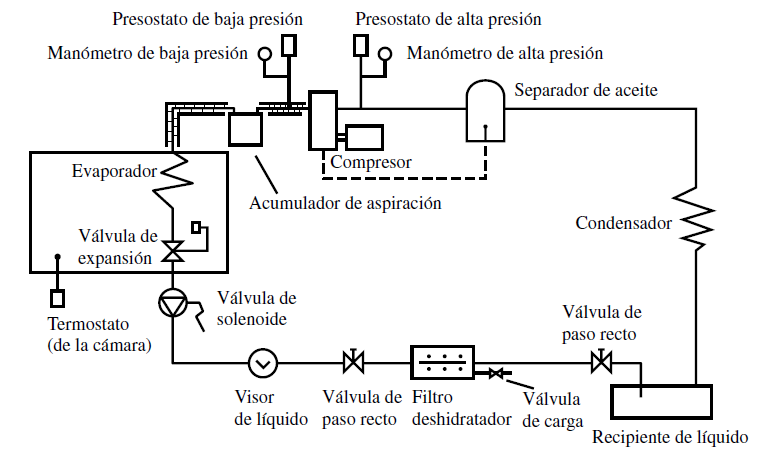 Presostato de baja presión
Presostato de alta presión
Manómetro de baja presión
Manómetro de alta presión
Separador de aceite
Compresor
Evaporador
Acumulador de aspiración
Condensador
Válvula de
expansión
Válvula de
solenoide
Termostato
(de la cámara)
Válvula de
paso recto
Visor
de líquido
Válvula de
paso recto
Filtro
deshidratador
Válvula
de carga
Recipiente de líquido